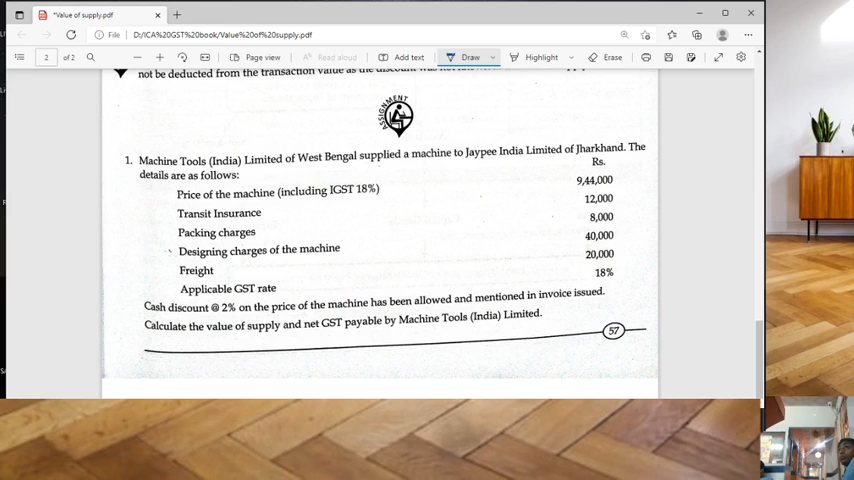 *Value of supply.pdf
File
D:/ICA%20GST%20book/Value%20of%20supply.pdf
2 of 2
Page view
Read aloud
Add text
Draw
Highlight
Erase
not be deducted from the transaction value as the discount was
ASSIGNMENT
1. Machine Tools (India) Limited of West Bengal supplied a machine to Jaypee India Limited of Jharkhand. The
details are as follows:
Rs.
Price of the machine (including IGST 18%) 9,44,000
Transit Insurance 12,000
Packing charges 8,000
Designing charges of the machine 40,000
Freight 20,000
Applicable GST rate 18%
Cash discount @ 2% on the price of the machine has been allowed and mentioned in invoice issued.
Calculate the value of supply and net GST payable by Machine Tools (India) Limited.
57